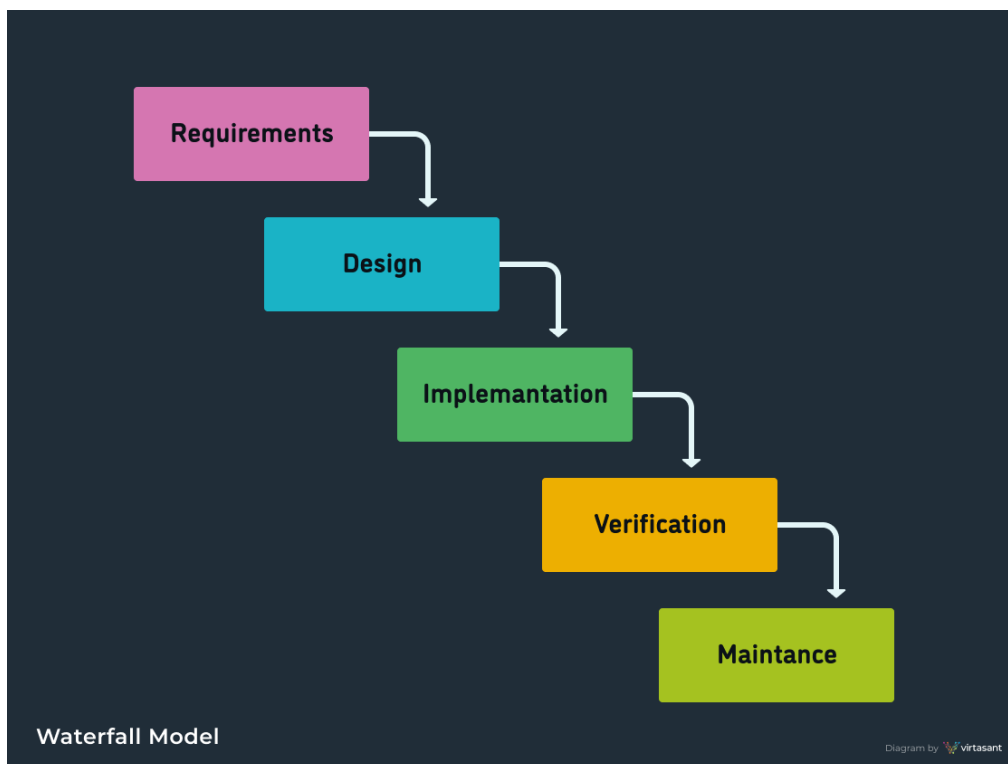 Requirements
Design
Implemantation
Verification
Maintance
Waterfall Model
Diagram by virtasant